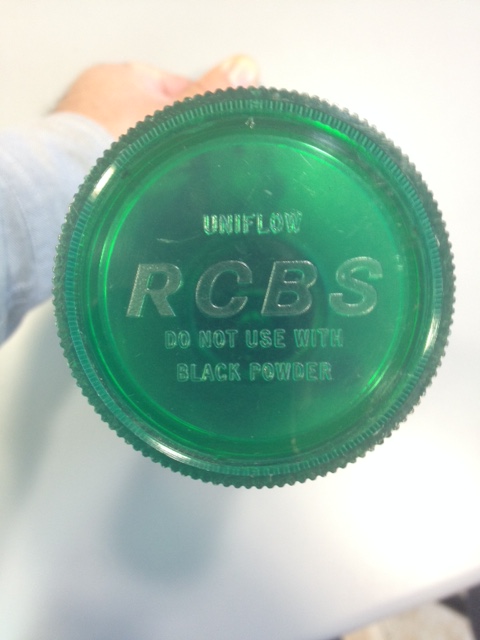 UNIFLOW
RCBS
DO NOT USE WITH
BLACK POWDER